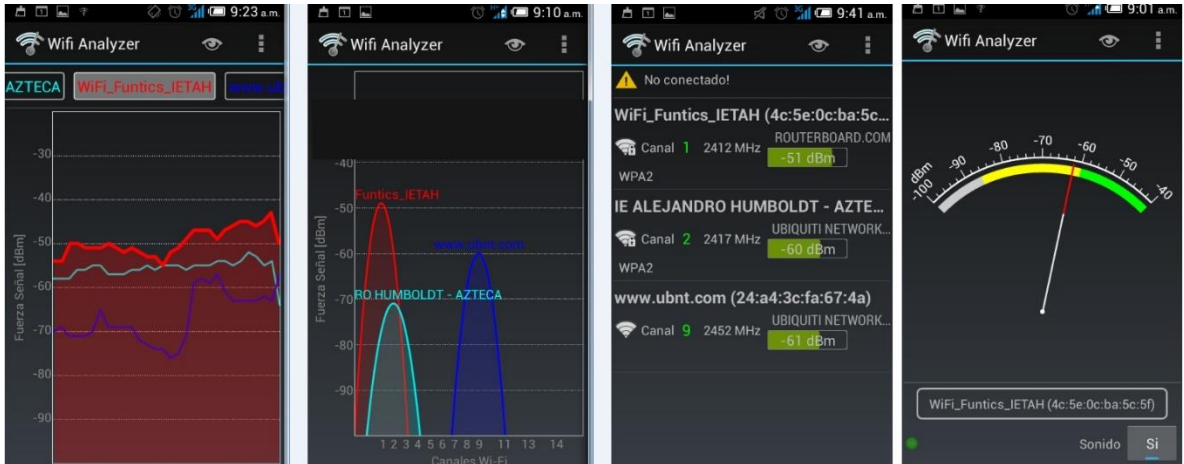 9:23 a.m.
Wifi Analyzer
AZTECA
WiFi_Funtics_IETAH
-30
-40
-50
-60
-70
-80
-90
Fuerza Señal [dBm]
9:10 a.m.
Wifi Analyzer
-40
-50
-60
-70
-80
-90
Funtics_IETAH
www.ubnt.com
RO HUMBOLDT - AZTECA
Fuerza Señal [dBm]
1 2 3 4 5 6 7 8 9 11 13 14
Canales Wi-Fi
9:41 a.m.
Wifi Analyzer
No conectado!
WiFi_Funtics_IETAH (4c:5e:0c:ba:5c...
ROUTERBOARD.COM
Canal 1 2412 MHz -51 dBm
WPA2
IE ALEJANDRO HUMBOLDT - AZTE...
UBIQUITI NETWORK...
Canal 2 2417 MHz -60 dBm
WPA2
www.ubnt.com (24:a4:3c:fa:67:4a)
UBIQUITI NETWORK...
Canal 9 2452 MHz -61 dBm
9:01 a.m.
Wifi Analyzer
dBm
-100 -90 -80 -70 -60 -50 -40
WiFi_Funtics_IETAH (4c:5e:0c:ba:5c:5f)
Sonido Si